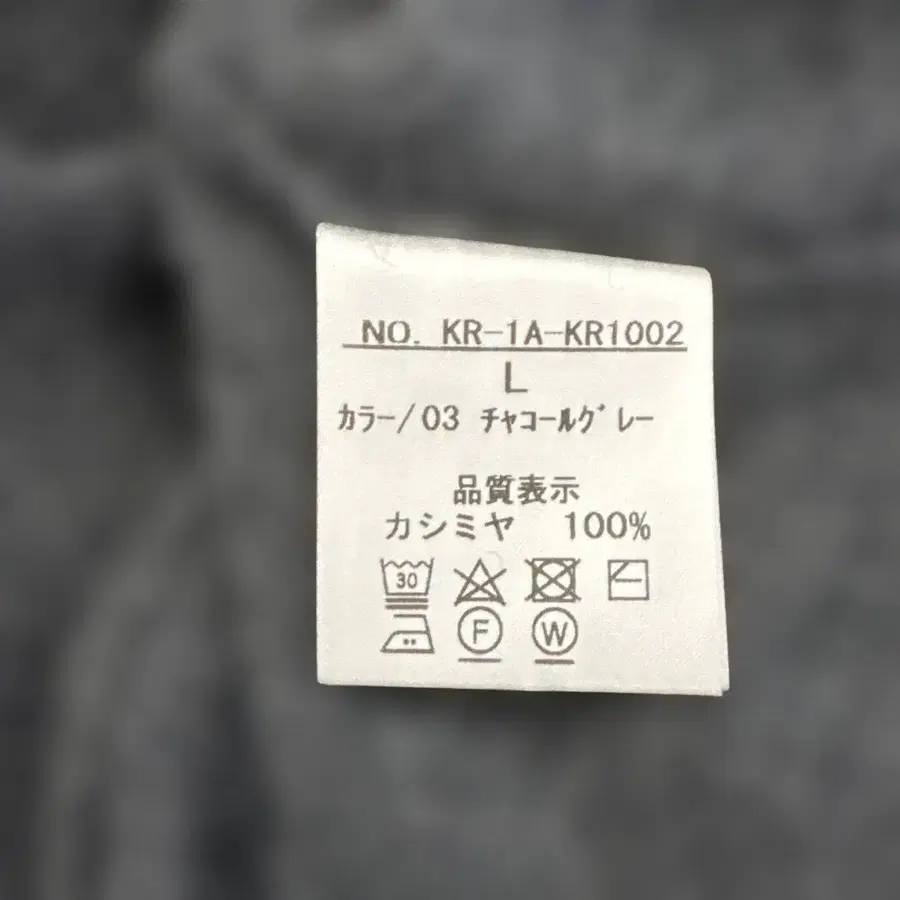 NO. KR-1A-KR1002
L
カラー/03 チャコールグレー
品質表示
カシミヤ 100%
30
F W